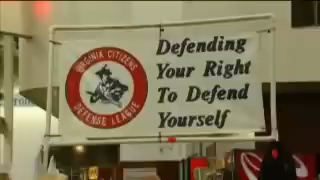 VIRGINIA CITIZENS
DEFENSE LEAGUE
Defending
Your Right
To Defend
Yourself